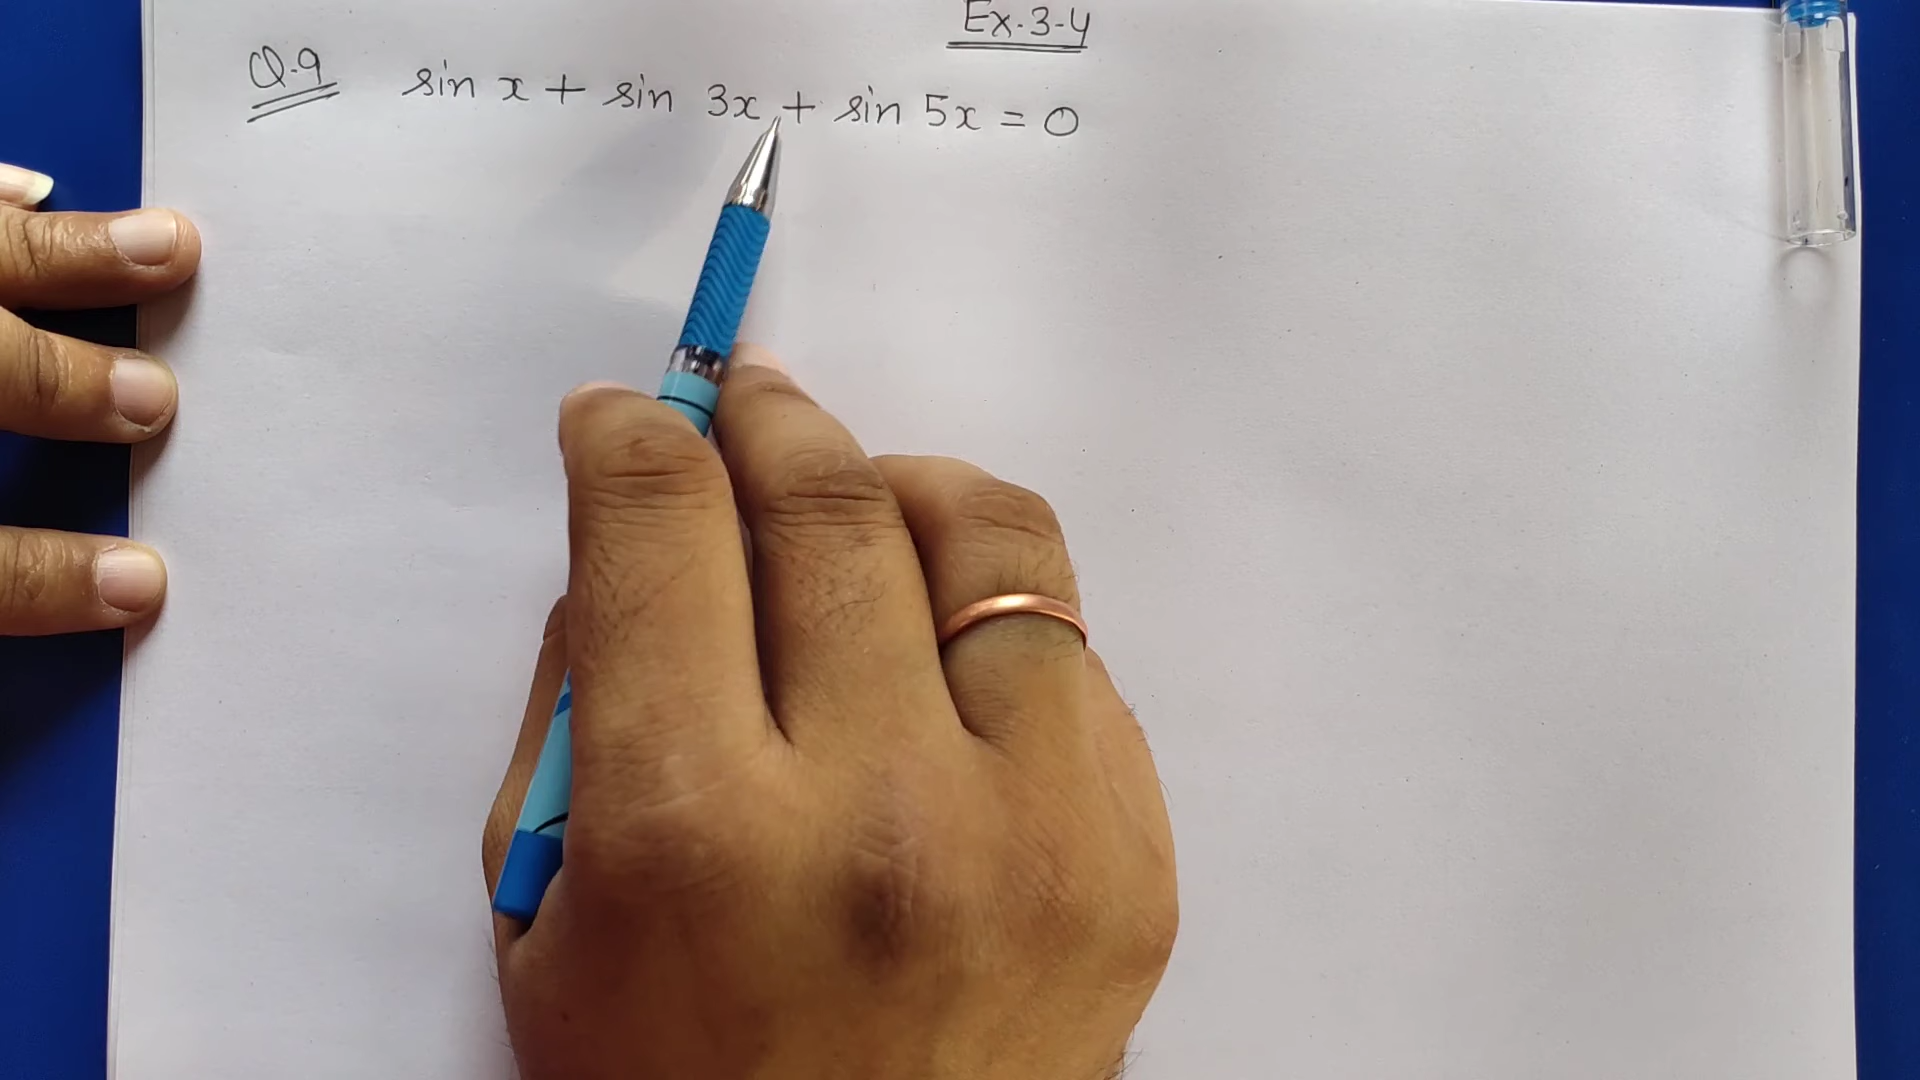 Ex. 3-4
Q.9 sin x + sin 3x + sin 5x = 0